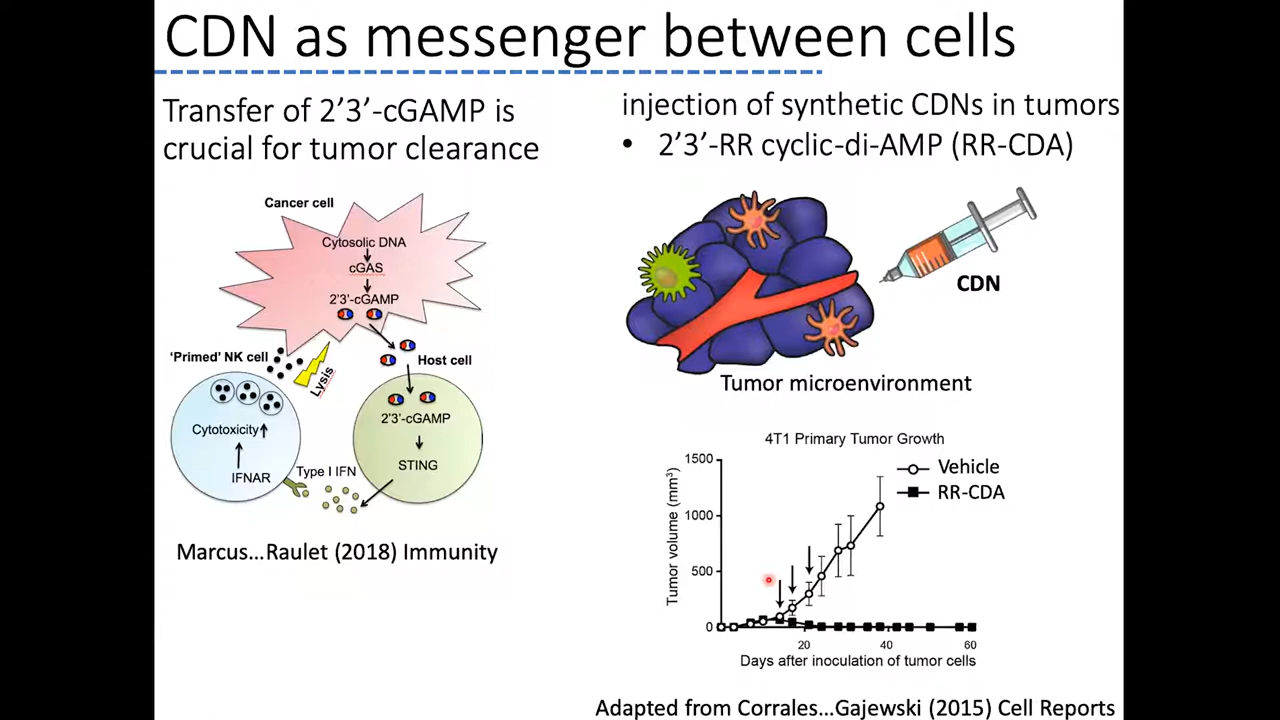 CDN as messenger between cells
Transfer of 2’3’-cGAMP is
crucial for tumor clearance
Cancer cell
Cytosolic DNA
cGAS
2’3’-cGAMP
‘Primed’ NK cell
Lysis
Host cell
Cytotoxicity
IFNAR
Type I IFN
2’3’-cGAMP
STING
Marcus...Raulet (2018) Immunity
injection of synthetic CDNs in tumors
• 2’3’-RR cyclic-di-AMP (RR-CDA)
CDN
Tumor microenvironment
4T1 Primary Tumor Growth
Tumor volume (mm³)
1500
1000
500
0
Vehicle
RR-CDA
20
40
60
Days after inoculation of tumor cells
Adapted from Corrales...Gajewski (2015) Cell Reports